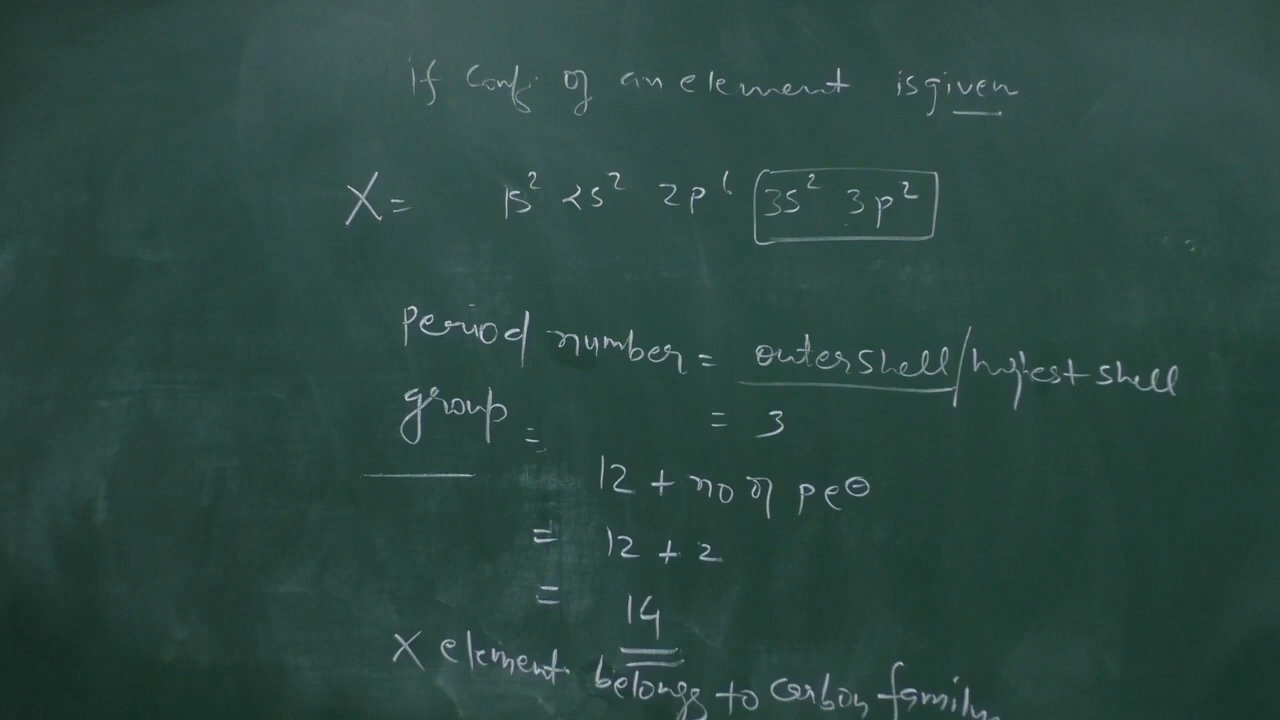 if Conf. of an element is given
X = 1s² 2s² 2p⁶ 3s² 3p²
period number = outershell/highest shell
group = = 3
12 + no of pe⊖
= 12 + 2
= 14
X element belongs to carbon family